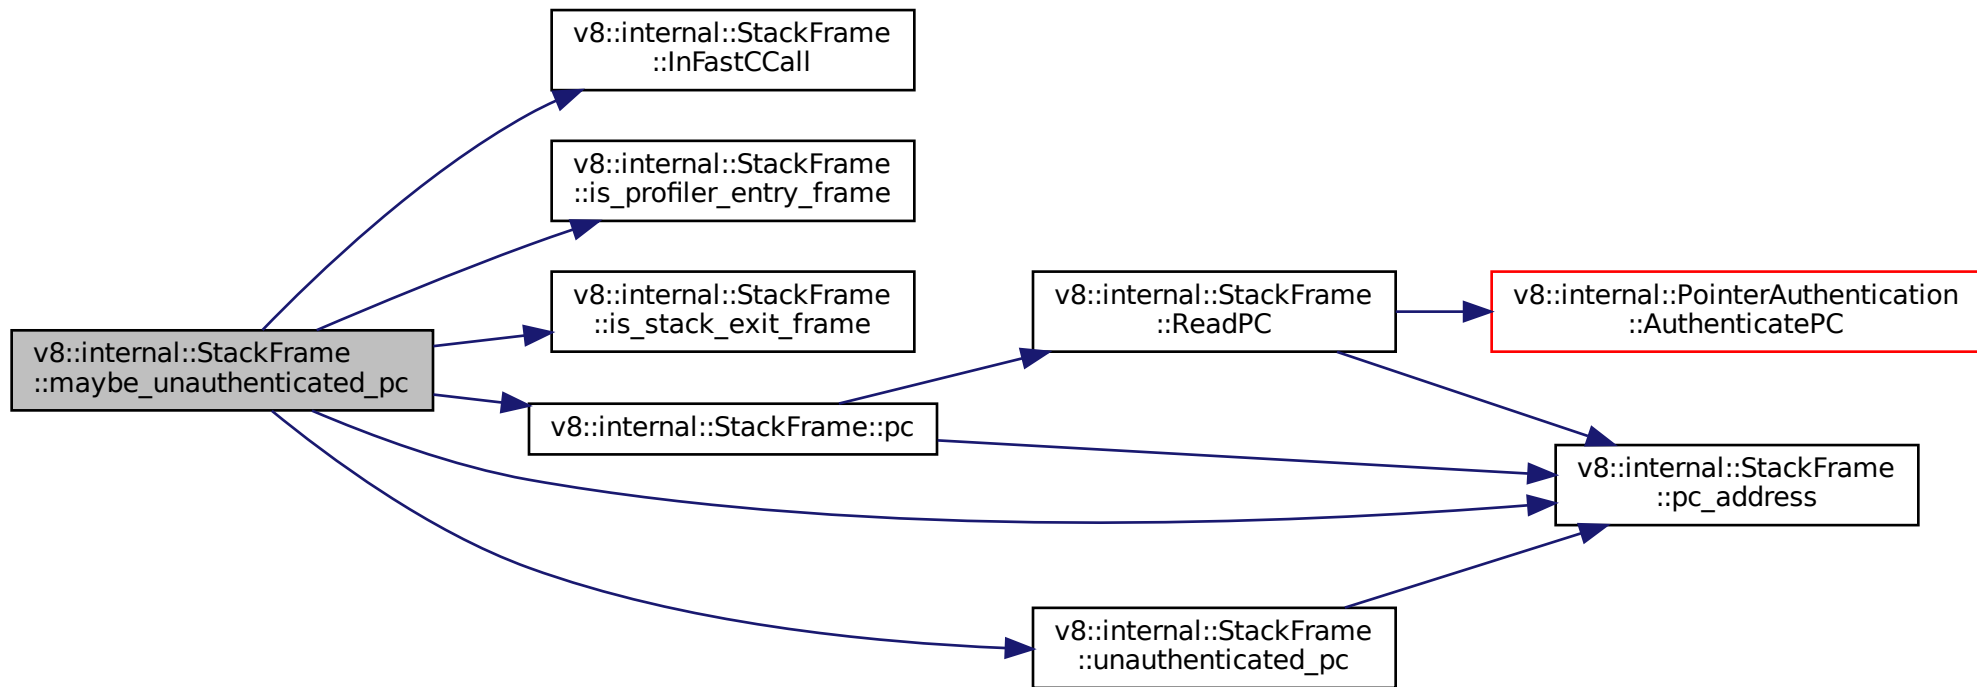 v8::internal::StackFrame
::maybe_unauthenticated_pc
v8::internal::StackFrame
::InFastCCall
v8::internal::StackFrame
::is_profiler_entry_frame
v8::internal::StackFrame
::is_stack_exit_frame
v8::internal::StackFrame::pc
v8::internal::StackFrame
::ReadPC
v8::internal::PointerAuthentication
::AuthenticatePC
v8::internal::StackFrame
::pc_address
v8::internal::StackFrame
::unauthenticated_pc